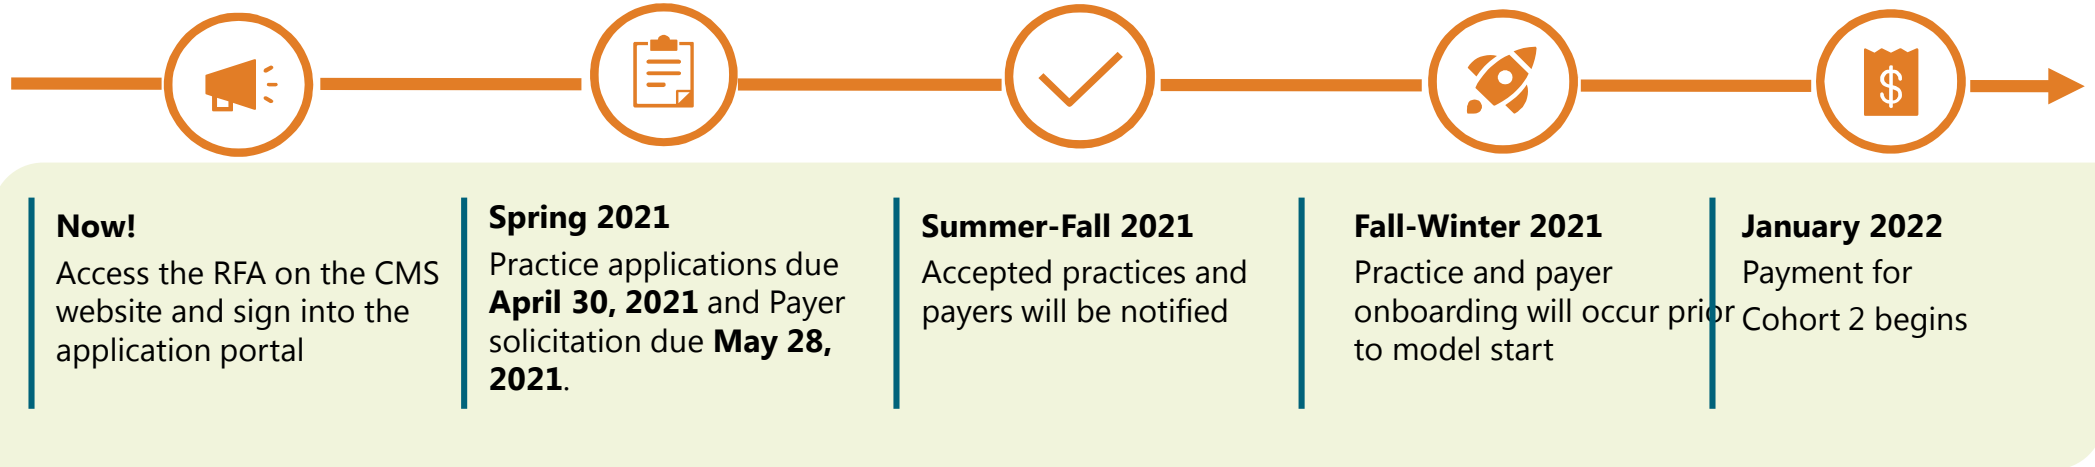 Now!
Access the RFA on the CMS
website and sign into the
application portal
Spring 2021
Practice applications due
April 30, 2021 and Payer
solicitation due May 28,
2021.
Summer-Fall 2021
Accepted practices and
payers will be notified
Fall-Winter 2021
Practice and payer
onboarding will occur prior
to model start
January 2022
Payment for
Cohort 2 begins
$